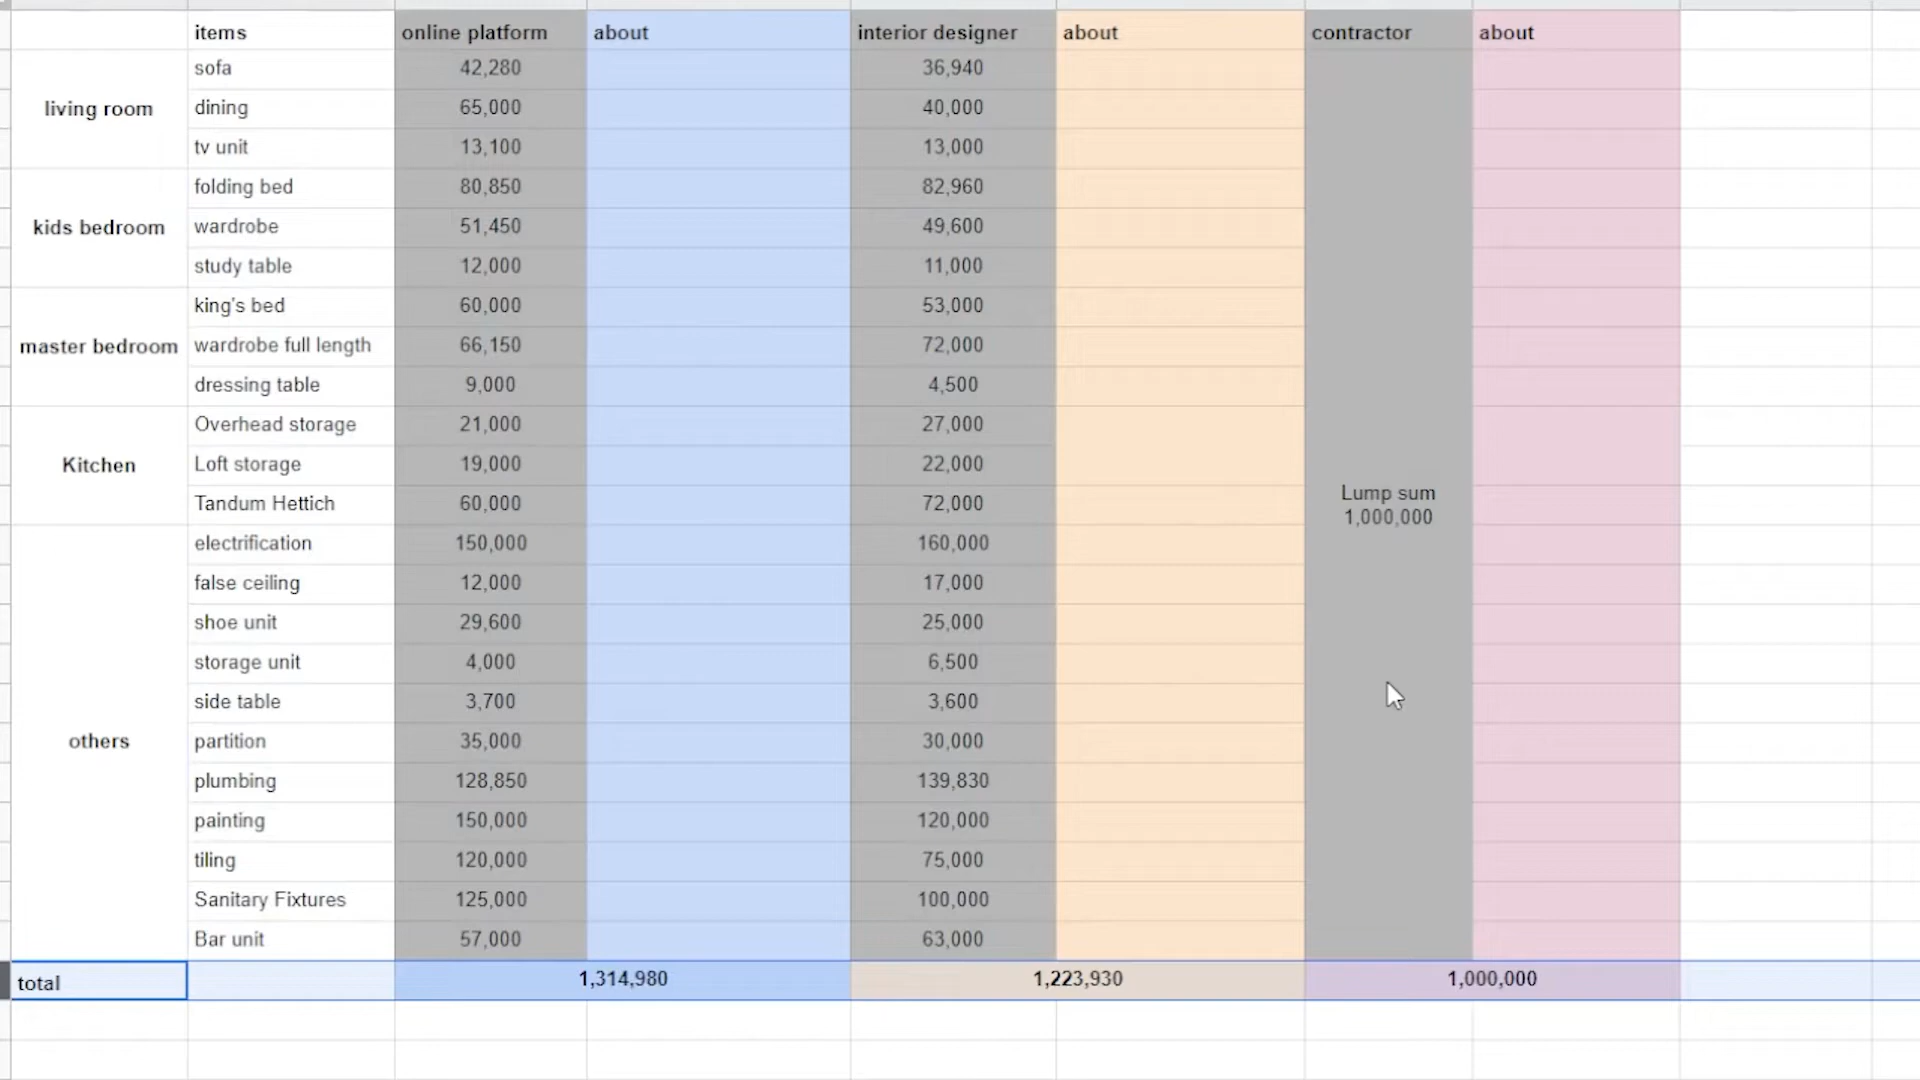 items online platform about interior designer about contractor about
sofa 42,280 36,940
living room dining 65,000 40,000
tv unit 13,100 13,000
folding bed 80,850 82,960
kids bedroom wardrobe 51,450 49,600
study table 12,000 11,000
king's bed 60,000 53,000
master bedroom wardrobe full length 66,150 72,000
dressing table 9,000 4,500
Overhead storage 21,000 27,000
Kitchen Loft storage 19,000 22,000
Tandum Hettich 60,000 72,000 Lump sum
1,000,000
electrification 150,000 160,000
false ceiling 12,000 17,000
shoe unit 29,600 25,000
storage unit 4,000 6,500
side table 3,700 3,600
others partition 35,000 30,000
plumbing 128,850 139,830
painting 150,000 120,000
tiling 120,000 75,000
Sanitary Fixtures 125,000 100,000
Bar unit 57,000 63,000
total 1,314,980 1,223,930 1,000,000